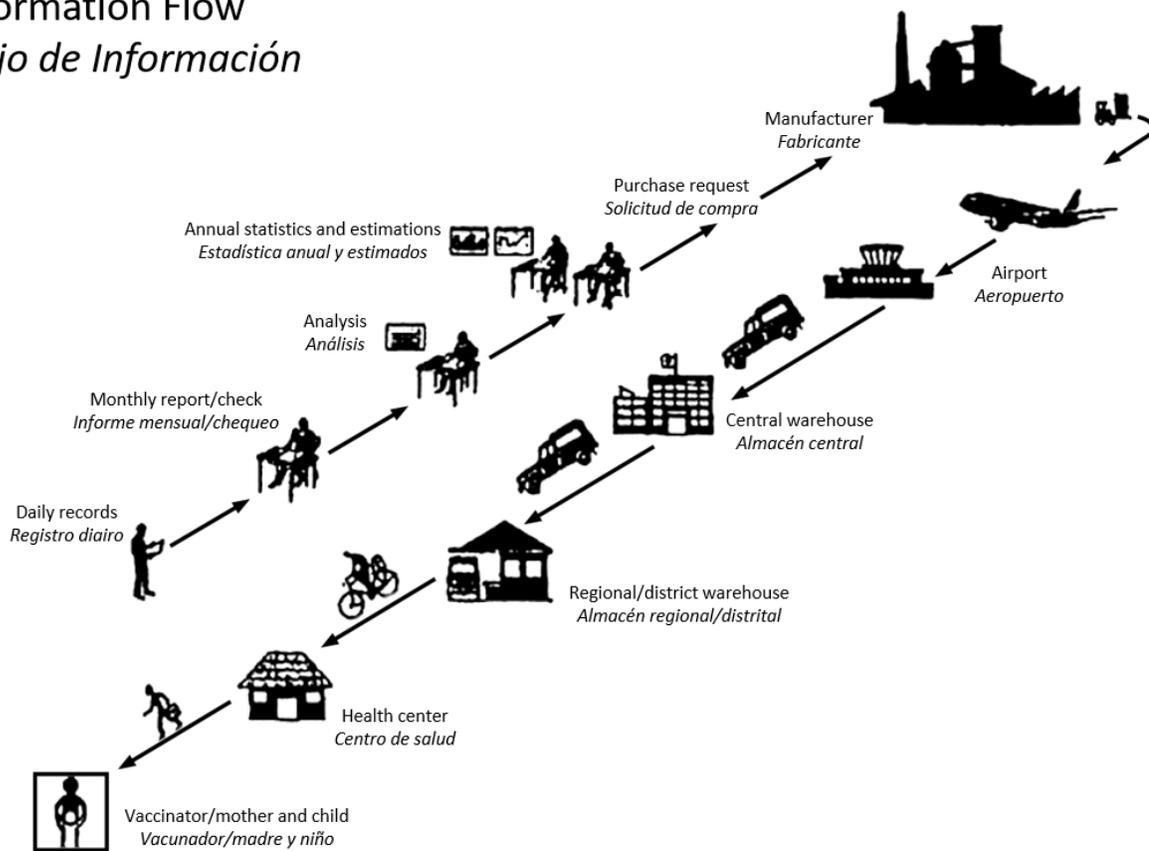 ormation Flow
jo de Información
Manufacturer
Fabricante
Purchase request
Solicitud de compra
Annual statistics and estimations
Estadística anual y estimados
Airport
Aeropuerto
Analysis
Análisis
Monthly report/check
Informe mensual/chequeo
Central warehouse
Almacén central
Daily records
Registro diairo
Regional/district warehouse
Almacén regional/distrital
Health center
Centro de salud
Vaccinator/mother and child
Vacunador/madre y niño